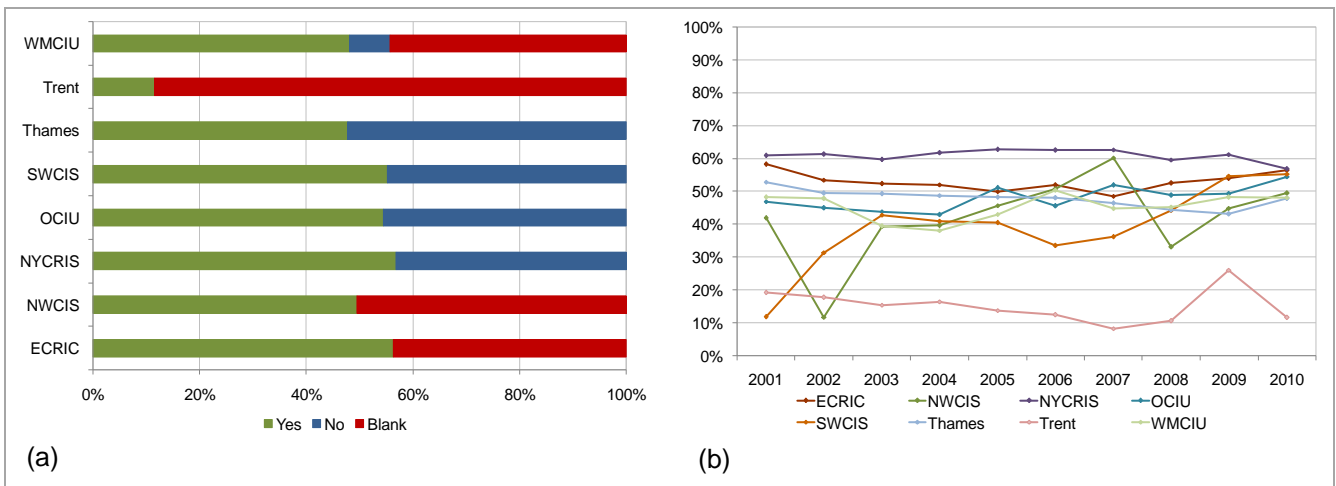 WMCIU
Trent
Thames
SWCIS
OCIU
NYCRIS
NWCIS
ECRIC
0% 20% 40% 60% 80% 100%
Yes No Blank
(a)
100%
90%
80%
70%
60%
50%
40%
30%
20%
10%
0%
2001 2002 2003 2004 2005 2006 2007 2008 2009 2010
ECRIC NWCIS NYCRIS OCIU
SWCIS Thames Trent WMCIU
(b)